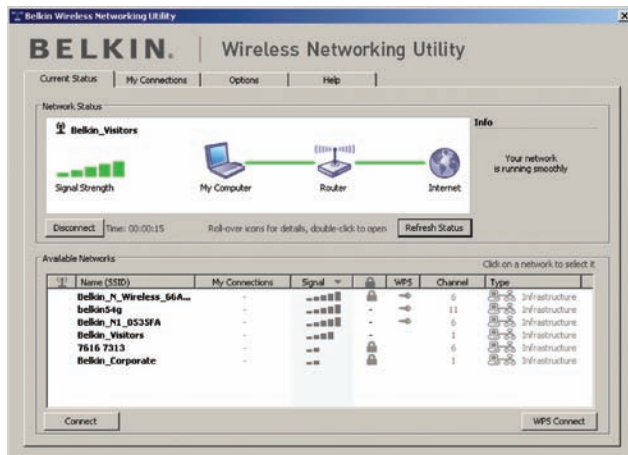 Belkin Wireless Networking Utility
BELKIN. | Wireless Networking Utility
Current Status My Connections Options Help
Network Status
Belkin_Visitors
Info
Your network
is running smoothly
Signal Strength My Computer Router Internet
Disconnect Time: 00:00:15 Roll-over icons for details, double-click to open Refresh Status
Available Networks
Click on a network to select it
Name (SSID) My Connections Signal WPS Channel Type
Belkin_N_Wireless_66A... - 6 Infrastructure
belkin54g - - 11 Infrastructure
Belkin_N1_0535FA - - 6 Infrastructure
Belkin_Visitors - - 1 Infrastructure
7616 7313 - 6 Infrastructure
Belkin_Corporate - 1 Infrastructure
Connect WPS Connect